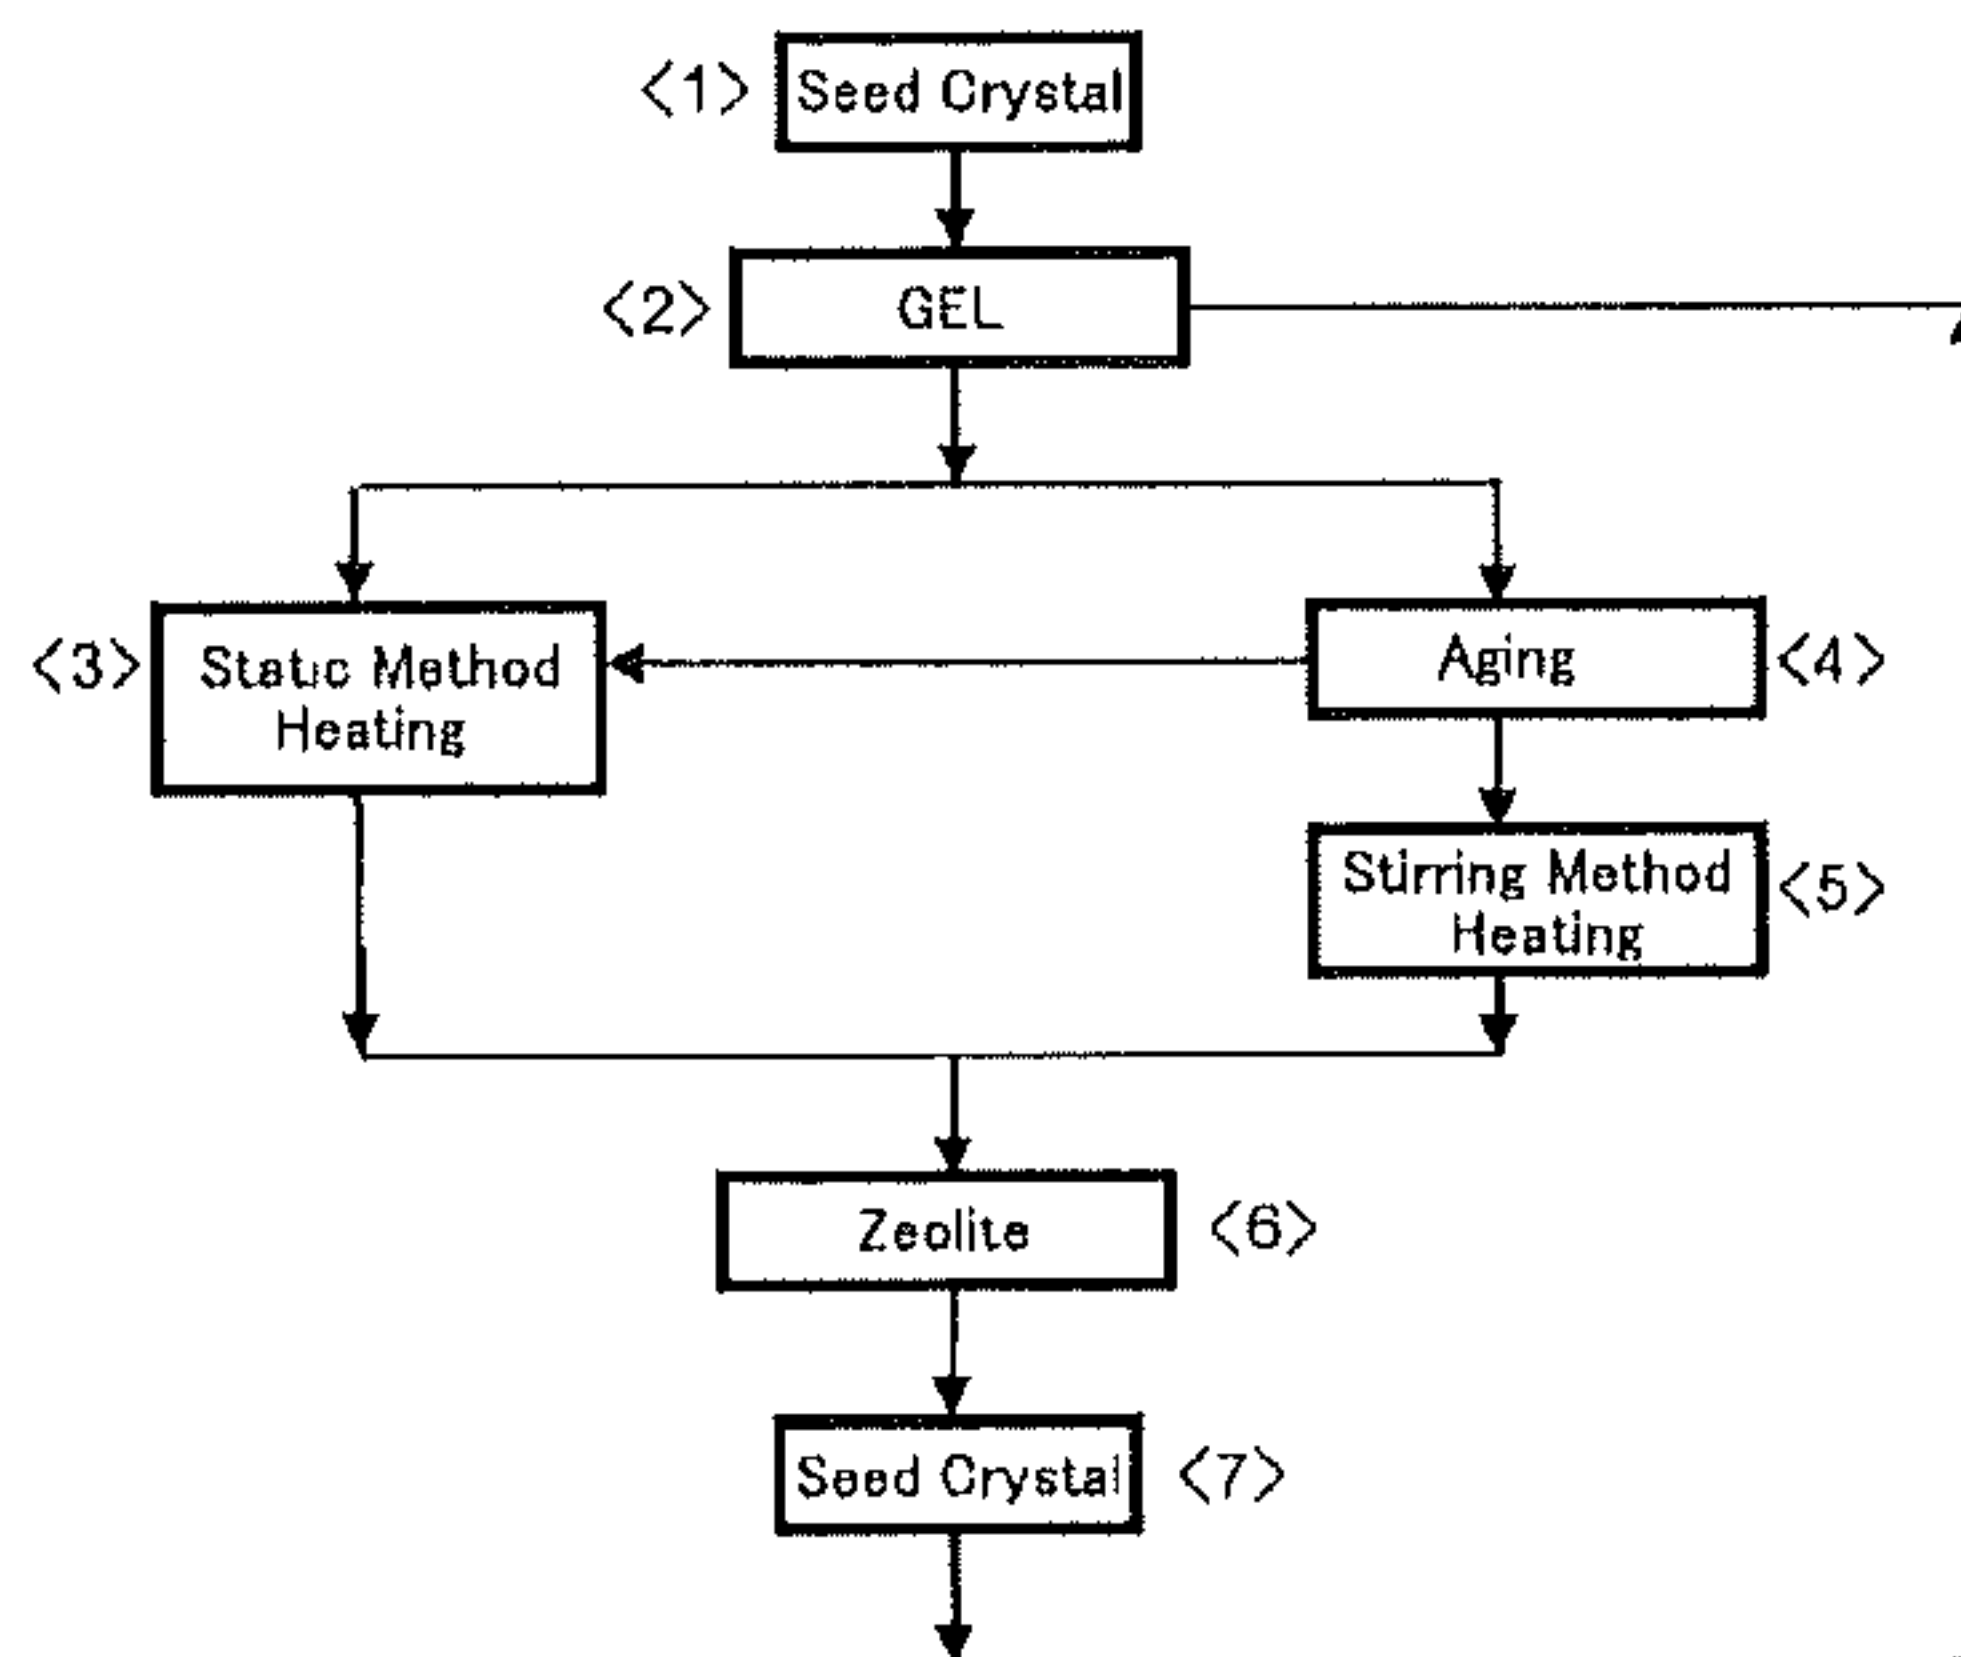 <1> Seed Crystal
<2> GEL
<3> Static Method
Heating
Aging <4>
Stirring Method
Heating <5>
Zeolite <6>
Seed Crystal <7>